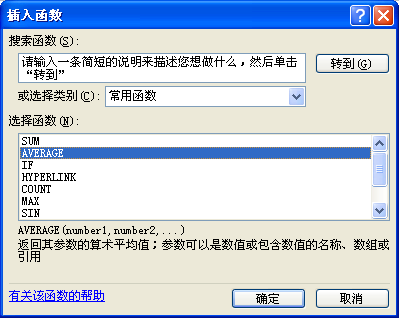 插入函数
搜索函数(S):
请输入一条简短的说明来描述您想做什么，然后单击
“转到”
转到(G)
或选择类别(C): 常用函数
选择函数(N):
SUM
AVERAGE
IF
HYPERLINK
COUNT
MAX
SIN
AVERAGE(number1,number2,...)
返回其参数的算术平均值；参数可以是数值或包含数值的名称、数组或
引用
有关该函数的帮助
确定
取消